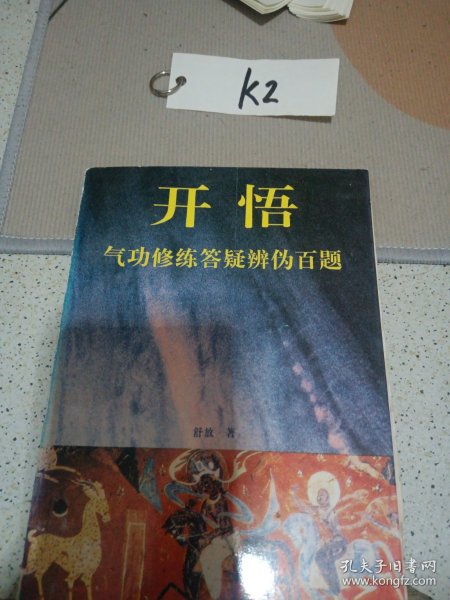 K2
开悟
气功修练答疑辨伪百题
舒放 著
孔夫子旧书网
www.kongfz.com